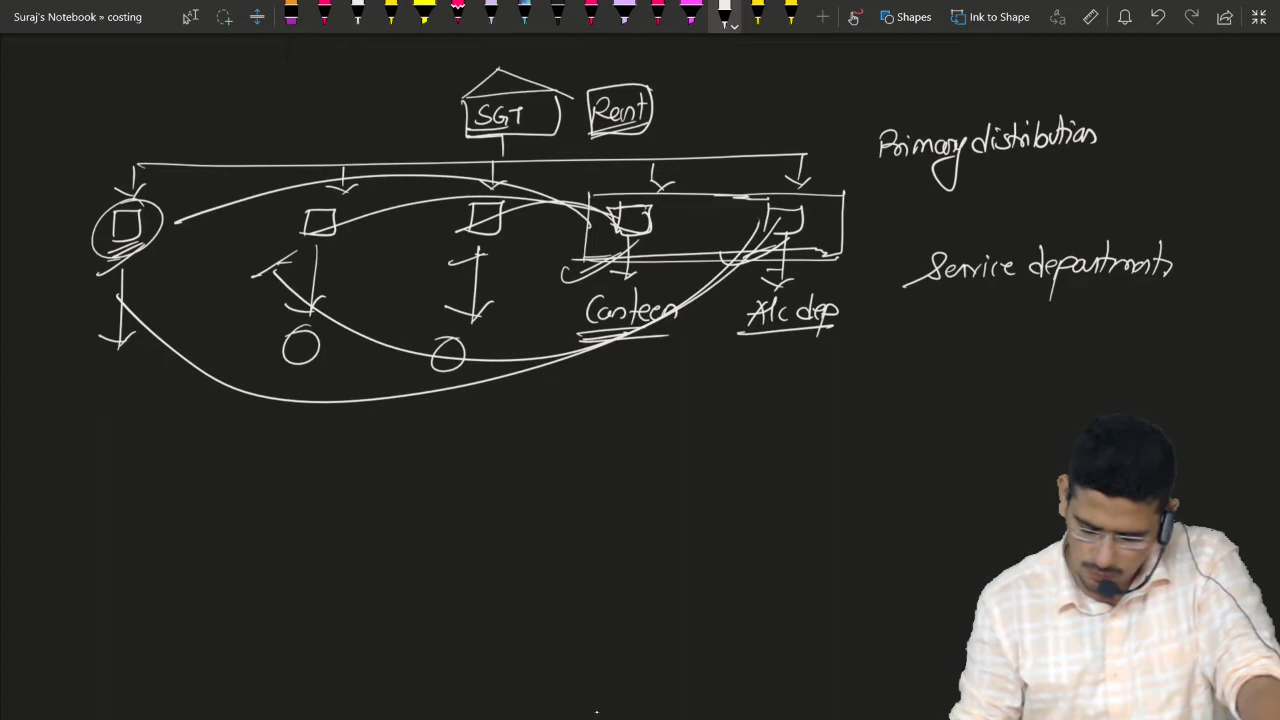 Suraj's Notebook » costing
Shapes
Ink to Shape
SGT
Rent
Primary distribution
Service departments
Canteen
A/c dep